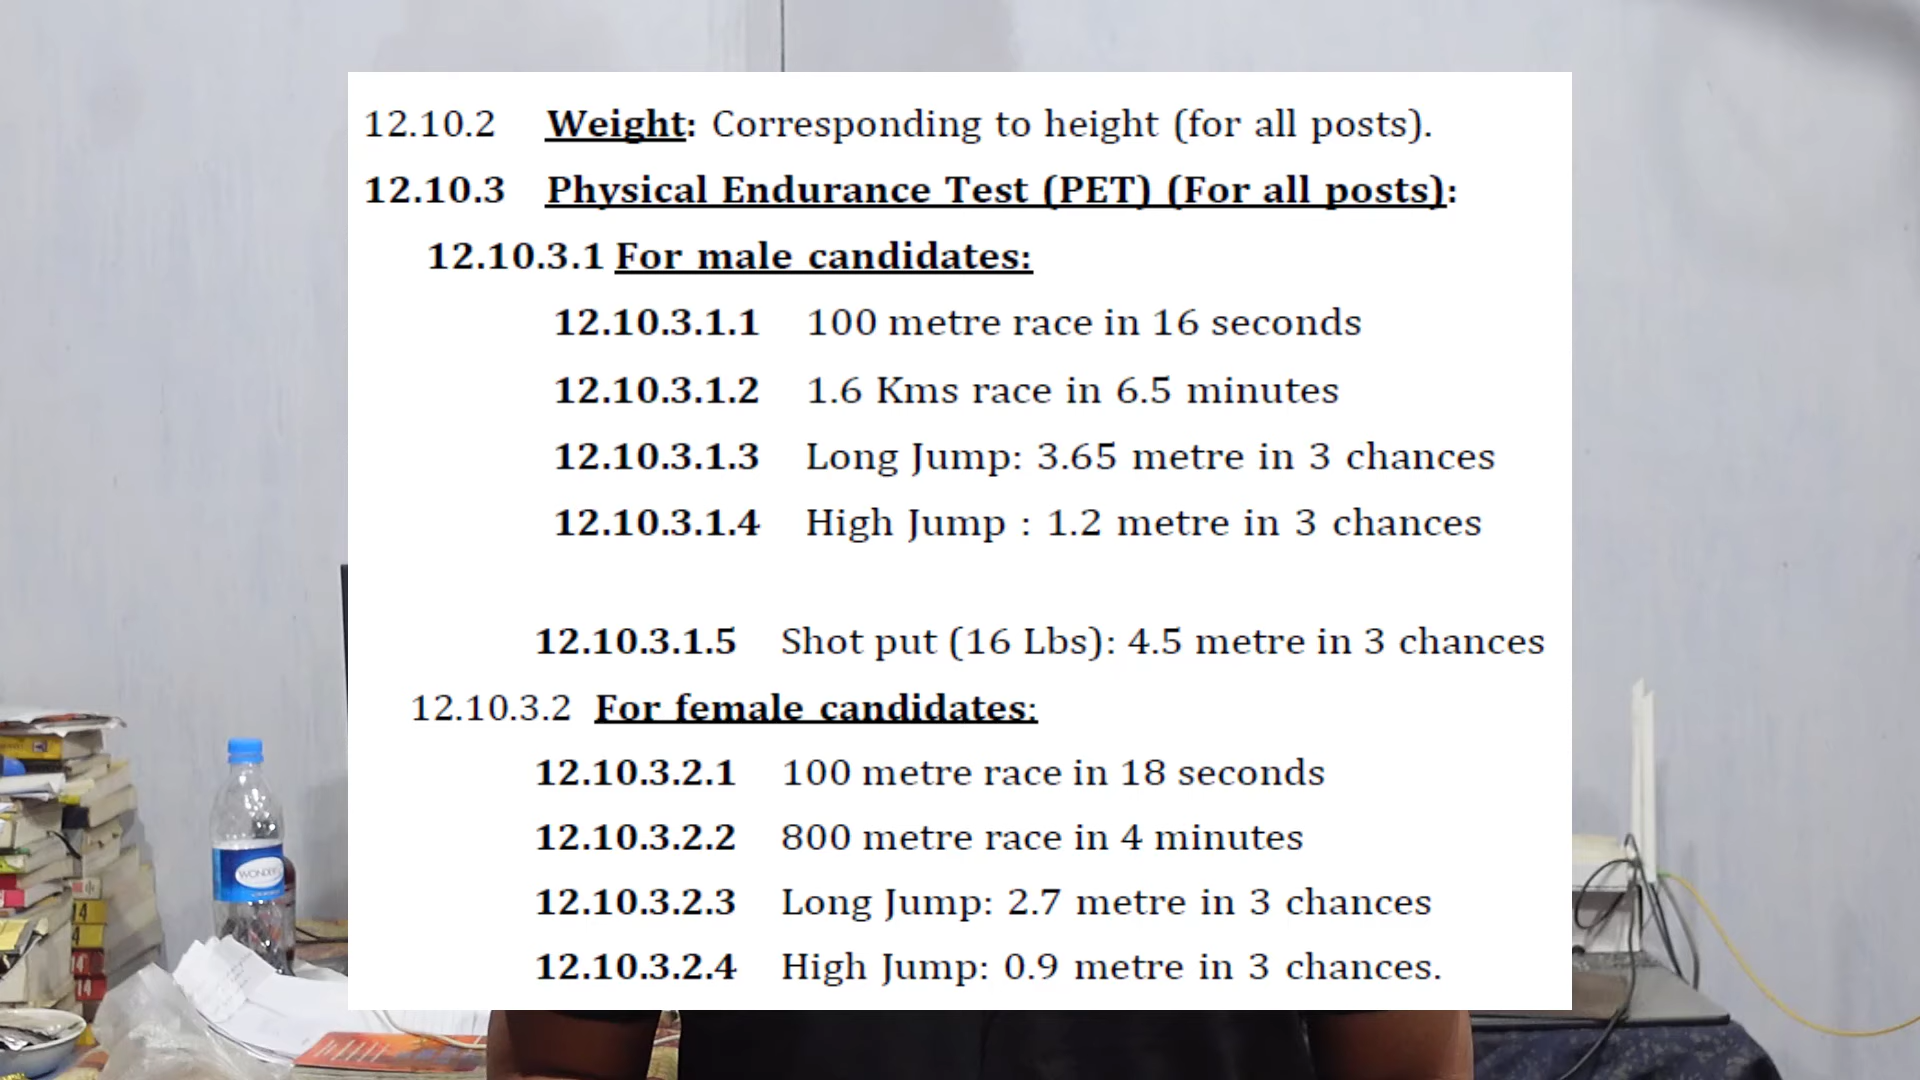 12.10.2 Weight: Corresponding to height (for all posts).
12.10.3 Physical Endurance Test (PET) (For all posts):
12.10.3.1 For male candidates:
12.10.3.1.1 100 metre race in 16 seconds
12.10.3.1.2 1.6 Kms race in 6.5 minutes
12.10.3.1.3 Long Jump: 3.65 metre in 3 chances
12.10.3.1.4 High Jump : 1.2 metre in 3 chances
12.10.3.1.5 Shot put (16 Lbs): 4.5 metre in 3 chances
12.10.3.2 For female candidates:
12.10.3.2.1 100 metre race in 18 seconds
12.10.3.2.2 800 metre race in 4 minutes
12.10.3.2.3 Long Jump: 2.7 metre in 3 chances
12.10.3.2.4 High Jump: 0.9 metre in 3 chances.
14
14
14